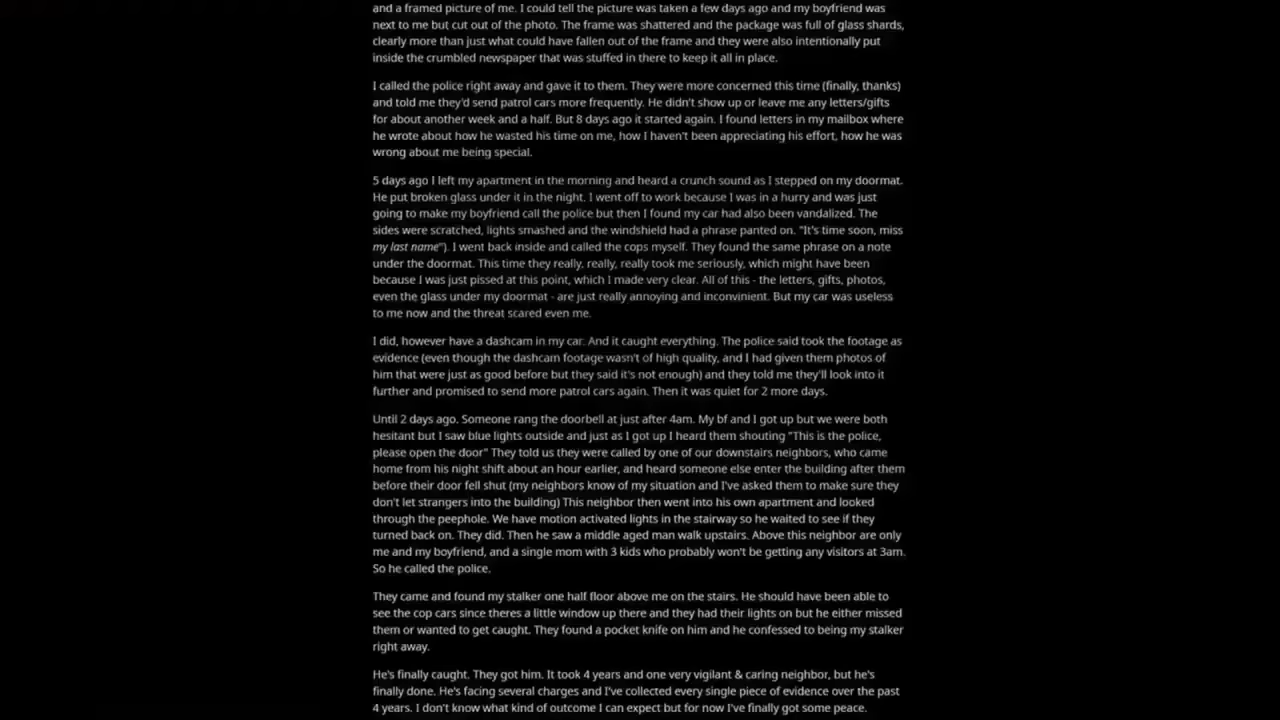 and a framed picture of me. I could tell the picture was taken a few days ago and my boyfriend was
next to me but cut out of the photo. The frame was shattered and the package was full of glass shards,
clearly more than just what could have fallen out of the frame and they were also intentionally put
inside the crumbled newspaper that was stuffed in there to keep it all in place.
I called the police right away and gave it to them. They were more concerned this time (finally, thanks)
and told me they'd send patrol cars more frequently. He didn't show up or leave me any letters/gifts
for about another week and a half. But 8 days ago it started again. I found letters in my mailbox where
he wrote about how he wasted his time on me, how I haven't been appreciating his effort, how he was
wrong about me being special.
5 days ago I left my apartment in the morning and heard a crunch sound as I stepped on my doormat.
He put broken glass under it in the night. I went off to work because I was in a hurry and was just
going to make my boyfriend call the police but then I found my car had also been vandalized. The
sides were scratched, lights smashed and the windshield had a phrase panted on. "It's time soon, miss
my last name"). I went back inside and called the cops myself. They found the same phrase on a note
under the doormat. This time they really, really, really took me seriously, which might have been
because I was just pissed at this point, which I made very clear. All of this - the letters, gifts, photos,
even the glass under my doormat - are just really annoying and inconvinient. But my car was useless
to me now and the threat scared even me.
I did, however have a dashcam in my car. And it caught everything. The police said took the footage as
evidence (even though the dashcam footage wasn't of high quality, and I had given them photos of
him that were just as good before but they said it's not enough) and they told me they'll look into it
further and promised to send more patrol cars again. Then it was quiet for 2 more days.
Until 2 days ago. Someone rang the doorbell at just after 4am. My bf and I got up but we were both
hesitant but I saw blue lights outside and just as I got up I heard them shouting "This is the police,
please open the door" They told us they were called by one of our downstairs neighbors, who came
home from his night shift about an hour earlier, and heard someone else enter the building after them
before their door fell shut (my neighbors know of my situation and I've asked them to make sure they
don't let strangers into the building) This neighbor then went into his own apartment and looked
through the peephole. We have motion activated lights in the stairway so he waited to see if they
turned back on. They did. Then he saw a middle aged man walk upstairs. Above this neighbor are only
me and my boyfriend, and a single mom with 3 kids who probably won't be getting any visitors at 3am.
So he called the police.
They came and found my stalker one half floor above me on the stairs. He should have been able to
see the cop cars since theres a little window up there and they had their lights on but he either missed
them or wanted to get caught. They found a pocket knife on him and he confessed to being my stalker
right away.
He's finally caught. They got him. It took 4 years and one very vigilant & caring neighbor, but he's
finally done. He's facing several charges and I've collected every single piece of evidence over the past
4 years. I don't know what kind of outcome I can expect but for now I've finally got some peace.